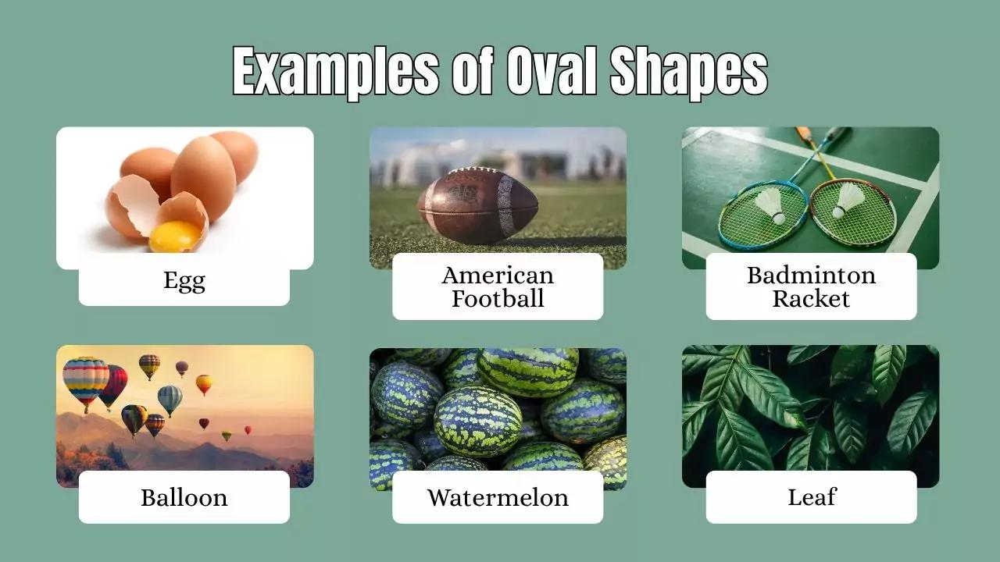 Examples of Oval Shapes
Egg
American
Football
Badminton
Racket
Balloon
Watermelon
Leaf